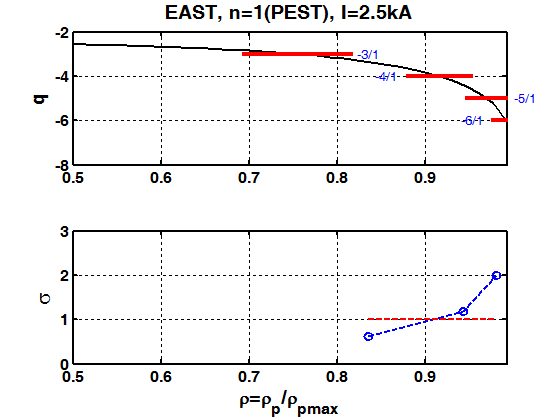 EAST, n=1(PEST), I=2.5kA
-2
-4
-6
-8
q
-3/1
-4/1
-5/1
-6/1
0.5 0.6 0.7 0.8 0.9
3
2
1
0
σ
0.5 0.6 0.7 0.8 0.9
ρ=ρp/ρpmax